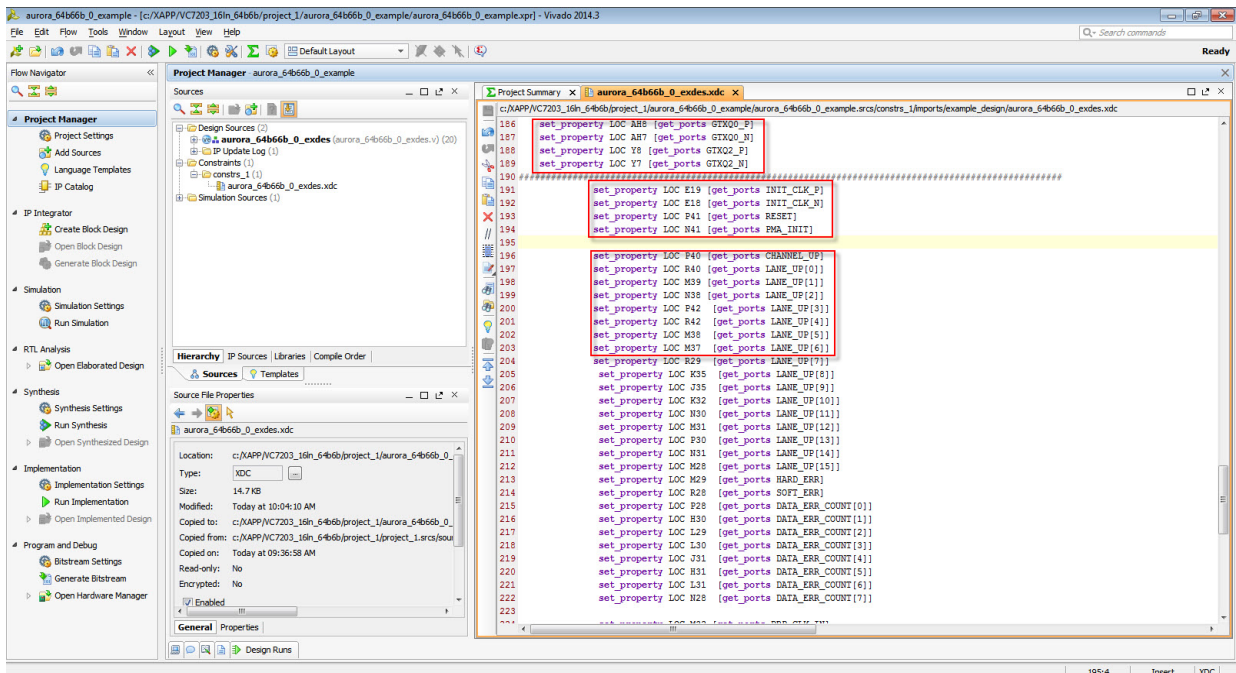 aurora_64b66b_0_example - [c:/XAPP/VC7203_16ln_64b6b/project_1/aurora_64b66b_0_example/aurora_64b66b_0_example.xpr] - Vivado 2014.3
File Edit Flow Tools Window Layout View Help
Search commands
Default Layout
Ready
Flow Navigator
Project Manager - aurora_64b66b_0_example
Project Manager
Project Settings
Add Sources
Language Templates
IP Catalog
IP Integrator
Create Block Design
Open Block Design
Generate Block Design
Simulation
Simulation Settings
Run Simulation
RTL Analysis
Open Elaborated Design
Synthesis
Synthesis Settings
Run Synthesis
Open Synthesized Design
Implementation
Implementation Settings
Run Implementation
Open Implemented Design
Program and Debug
Bitstream Settings
Generate Bitstream
Open Hardware Manager
Sources
Design Sources (2)
aurora_64b66b_0_exdes (aurora_64b66b_0_exdes.v) (20)
IP Update Log (1)
Constraints (1)
constrs_1 (1)
aurora_64b66b_0_exdes.xdc
Simulation Sources (1)
Hierarchy IP Sources Libraries Compile Order
Sources Templates
Source File Properties
aurora_64b66b_0_exdes.xdc
Location: c:/XAPP/VC7203_16ln_64b6b/project_1/aurora_64b66b_0_
Type: XDC ...
Size: 14.7 KB
Modified: Today at 10:04:10 AM
Copied to: c:/XAPP/VC7203_16ln_64b6b/project_1/aurora_64b66b_0_
Copied from: c:/XAPP/VC7203_16ln_64b6b/project_1/project_1.srcs/sour
Copied on: Today at 09:36:58 AM
Read-only: No
Encrypted: No
Enabled
General Properties
Design Runs
Project Summary aurora_64b66b_0_exdes.xdc
c:/XAPP/VC7203_16ln_64b6b/project_1/aurora_64b66b_0_example/aurora_64b66b_0_example.srcs/constrs_1/imports/example_design/aurora_64b66b_0_exdes.xdc
186 set_property LOC AH8 [get_ports GTXQ0_P]
187 set_property LOC AH7 [get_ports GTXQ0_N]
188 set_property LOC Y8 [get_ports GTXQ2_P]
189 set_property LOC Y7 [get_ports GTXQ2_N]
190 ##########################################################################################
191 set_property LOC E19 [get_ports INIT_CLK_P]
192 set_property LOC E18 [get_ports INIT_CLK_N]
193 set_property LOC P41 [get_ports RESET]
194 set_property LOC N41 [get_ports PMA_INIT]
195
196 set_property LOC P40 [get_ports CHANNEL_UP]
197 set_property LOC R40 [get_ports LANE_UP[0]]
198 set_property LOC M39 [get_ports LANE_UP[1]]
199 set_property LOC N38 [get_ports LANE_UP[2]]
200 set_property LOC P42 [get_ports LANE_UP[3]]
201 set_property LOC R42 [get_ports LANE_UP[4]]
202 set_property LOC M38 [get_ports LANE_UP[5]]
203 set_property LOC M37 [get_ports LANE_UP[6]]
204 set_property LOC R29 [get_ports LANE_UP[7]]
205 set_property LOC K35 [get_ports LANE_UP[8]]
206 set_property LOC J35 [get_ports LANE_UP[9]]
207 set_property LOC K32 [get_ports LANE_UP[10]]
208 set_property LOC N30 [get_ports LANE_UP[11]]
209 set_property LOC M31 [get_ports LANE_UP[12]]
210 set_property LOC P30 [get_ports LANE_UP[13]]
211 set_property LOC N31 [get_ports LANE_UP[14]]
212 set_property LOC M28 [get_ports LANE_UP[15]]
213 set_property LOC M29 [get_ports HARD_ERR]
214 set_property LOC R28 [get_ports SOFT_ERR]
215 set_property LOC P28 [get_ports DATA_ERR_COUNT[0]]
216 set_property LOC H30 [get_ports DATA_ERR_COUNT[1]]
217 set_property LOC L29 [get_ports DATA_ERR_COUNT[2]]
218 set_property LOC L30 [get_ports DATA_ERR_COUNT[3]]
219 set_property LOC J31 [get_ports DATA_ERR_COUNT[4]]
220 set_property LOC H31 [get_ports DATA_ERR_COUNT[5]]
221 set_property LOC L31 [get_ports DATA_ERR_COUNT[6]]
222 set_property LOC N28 [get_ports DATA_ERR_COUNT[7]]
223
195:4 Insert XDC